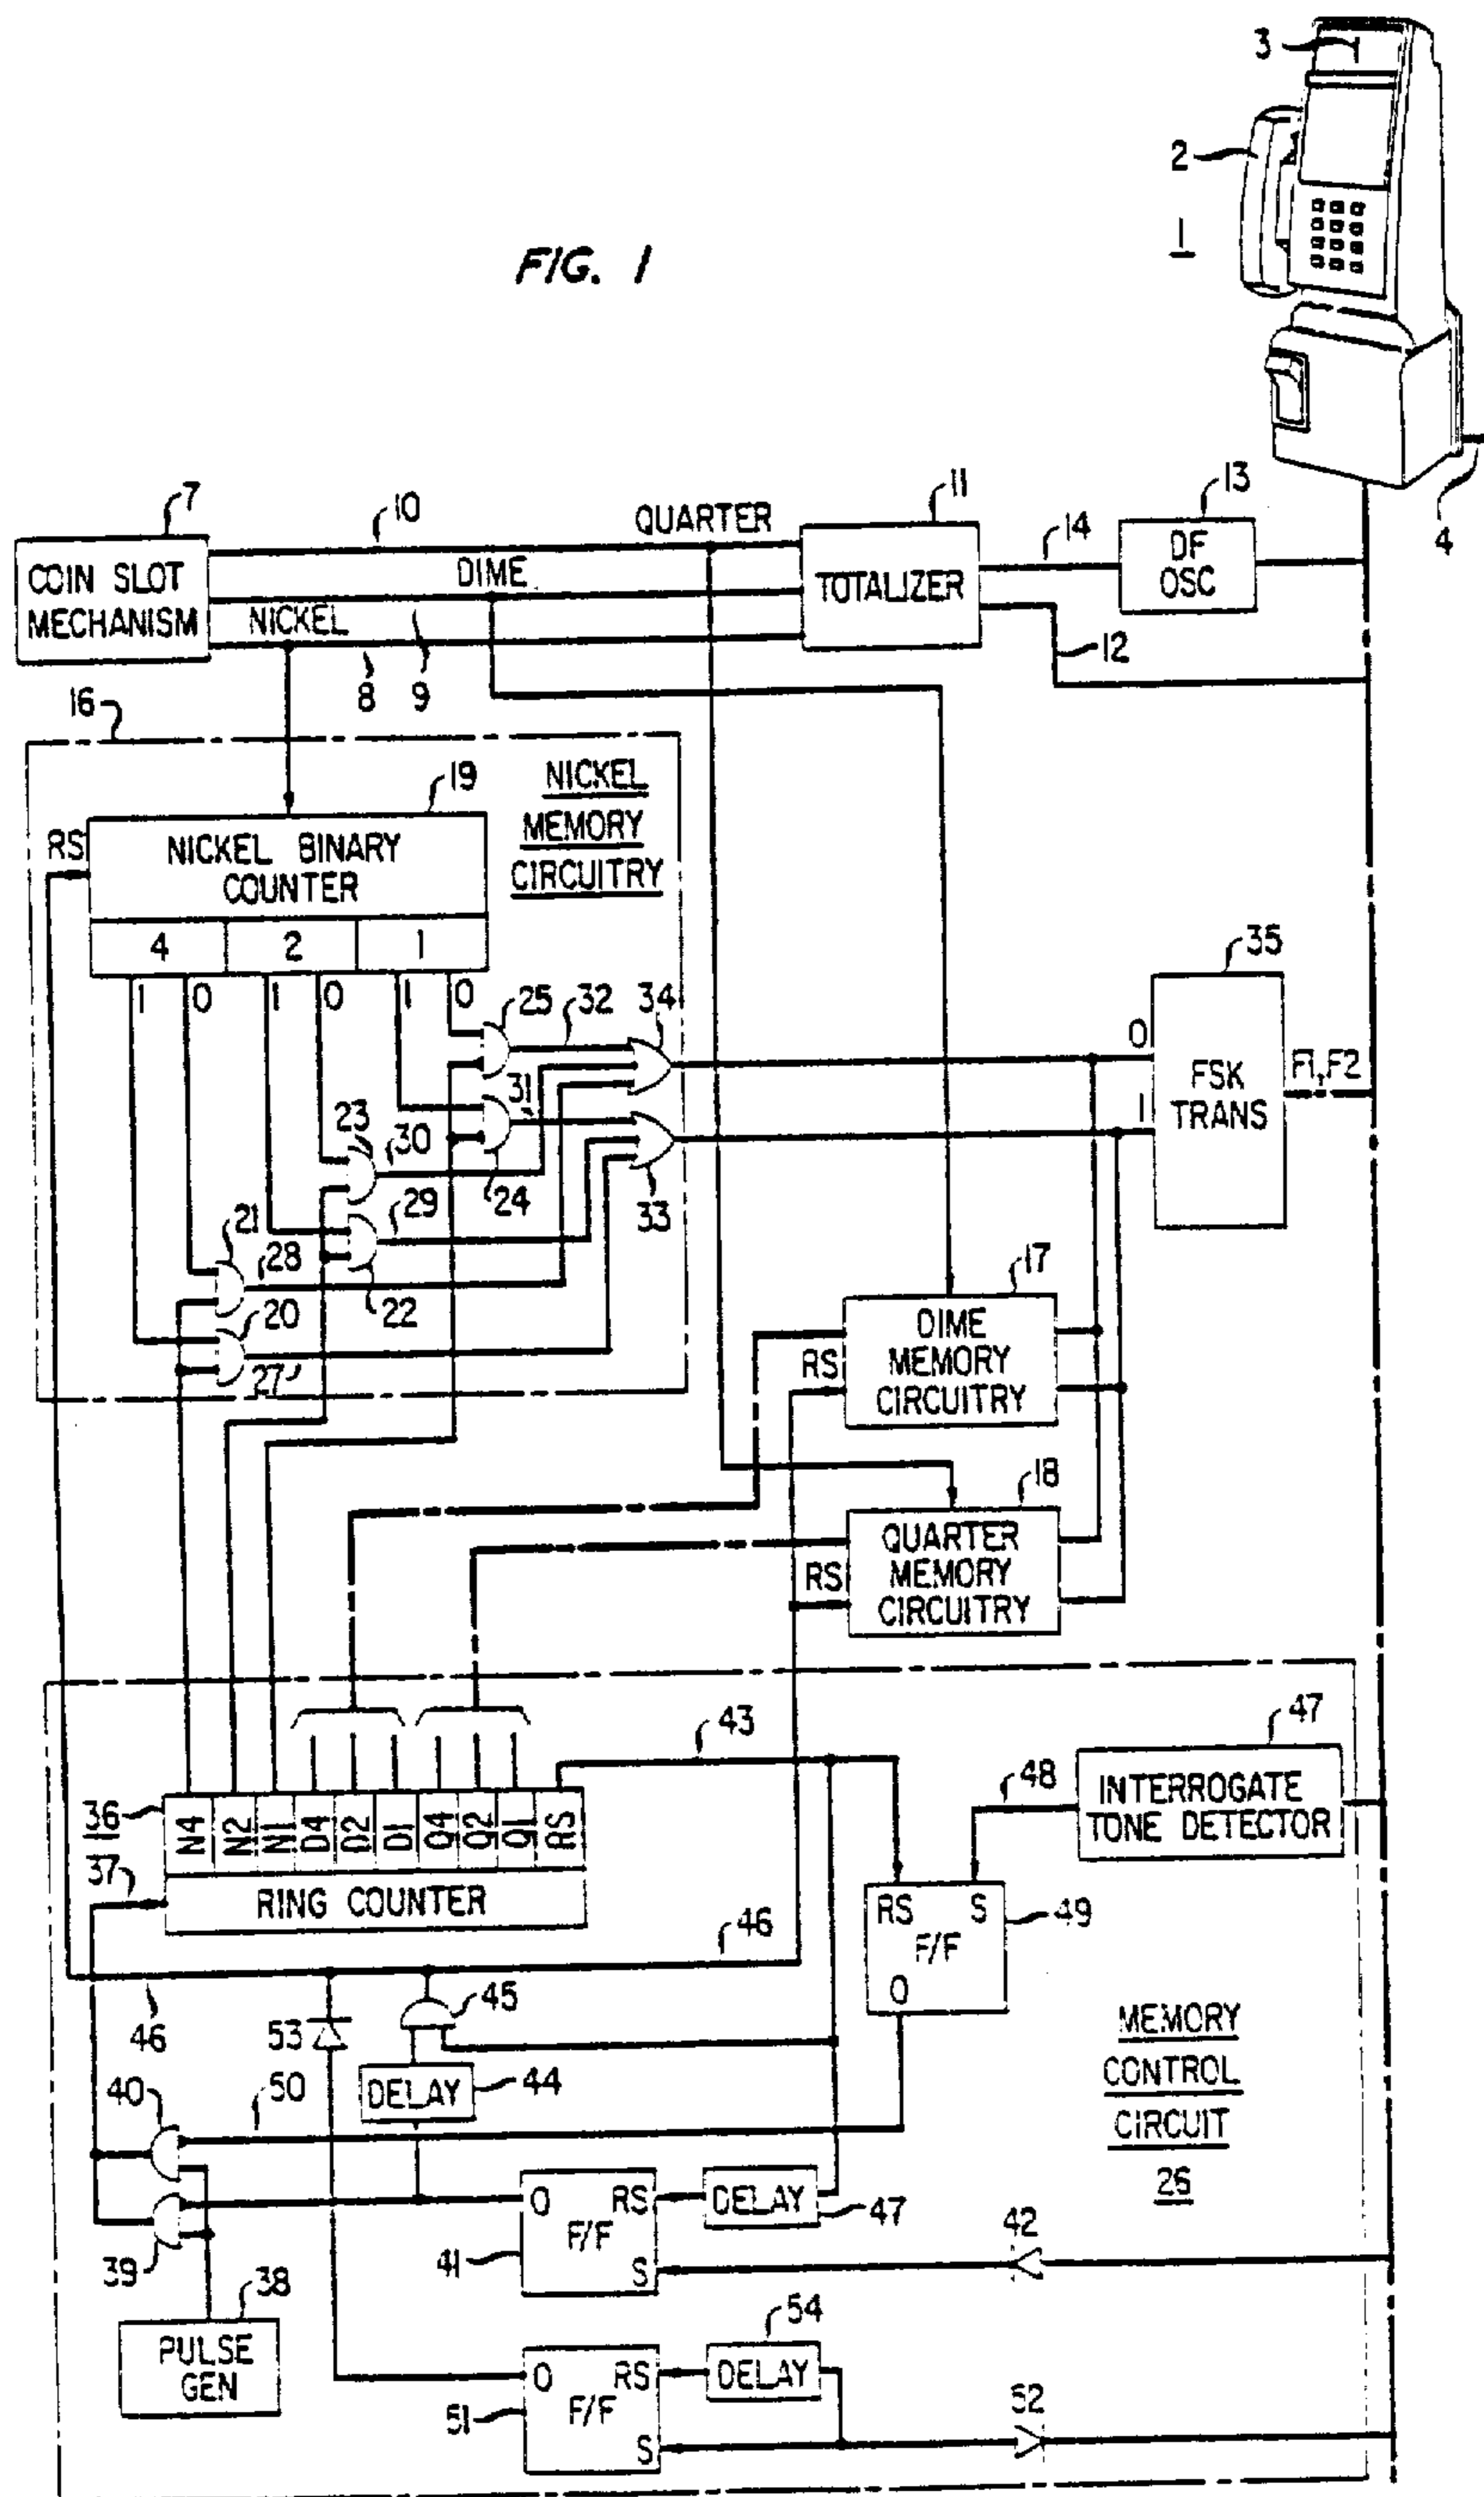 3
2
1
FIG. 1
4
7
10
QUARTER
11
14
13
COIN SLOT
MECHANISM
DIME
NICKEL
TOTALIZER
DF
OSC
8
9
12
16
19
NICKEL
MEMORY
CIRCUITRY
RS
NICKEL BINARY
COUNTER
4
2
1
1
0
1
0
1
0
25
32
34
35
0
FSK
TRANS
F1,F2
1
31
23
30
24
33
29
21
28
22
20
27
17
DIME
MEMORY
CIRCUITRY
RS
18
QUARTER
MEMORY
CIRCUITRY
RS
43
47
48
INTERROGATE
TONE DETECTOR
36
N4
N2
N1
D4
D2
D1
Q4
Q2
Q1
RS
37
RING COUNTER
46
RS
S
F/F
0
49
46
53
45
MEMORY
CONTROL
CIRCUIT
26
40
50
DELAY
44
0
RS
F/F
S
DELAY
47
42
39
41
38
PULSE
GEN
54
0
RS
F/F
S
DELAY
51
52